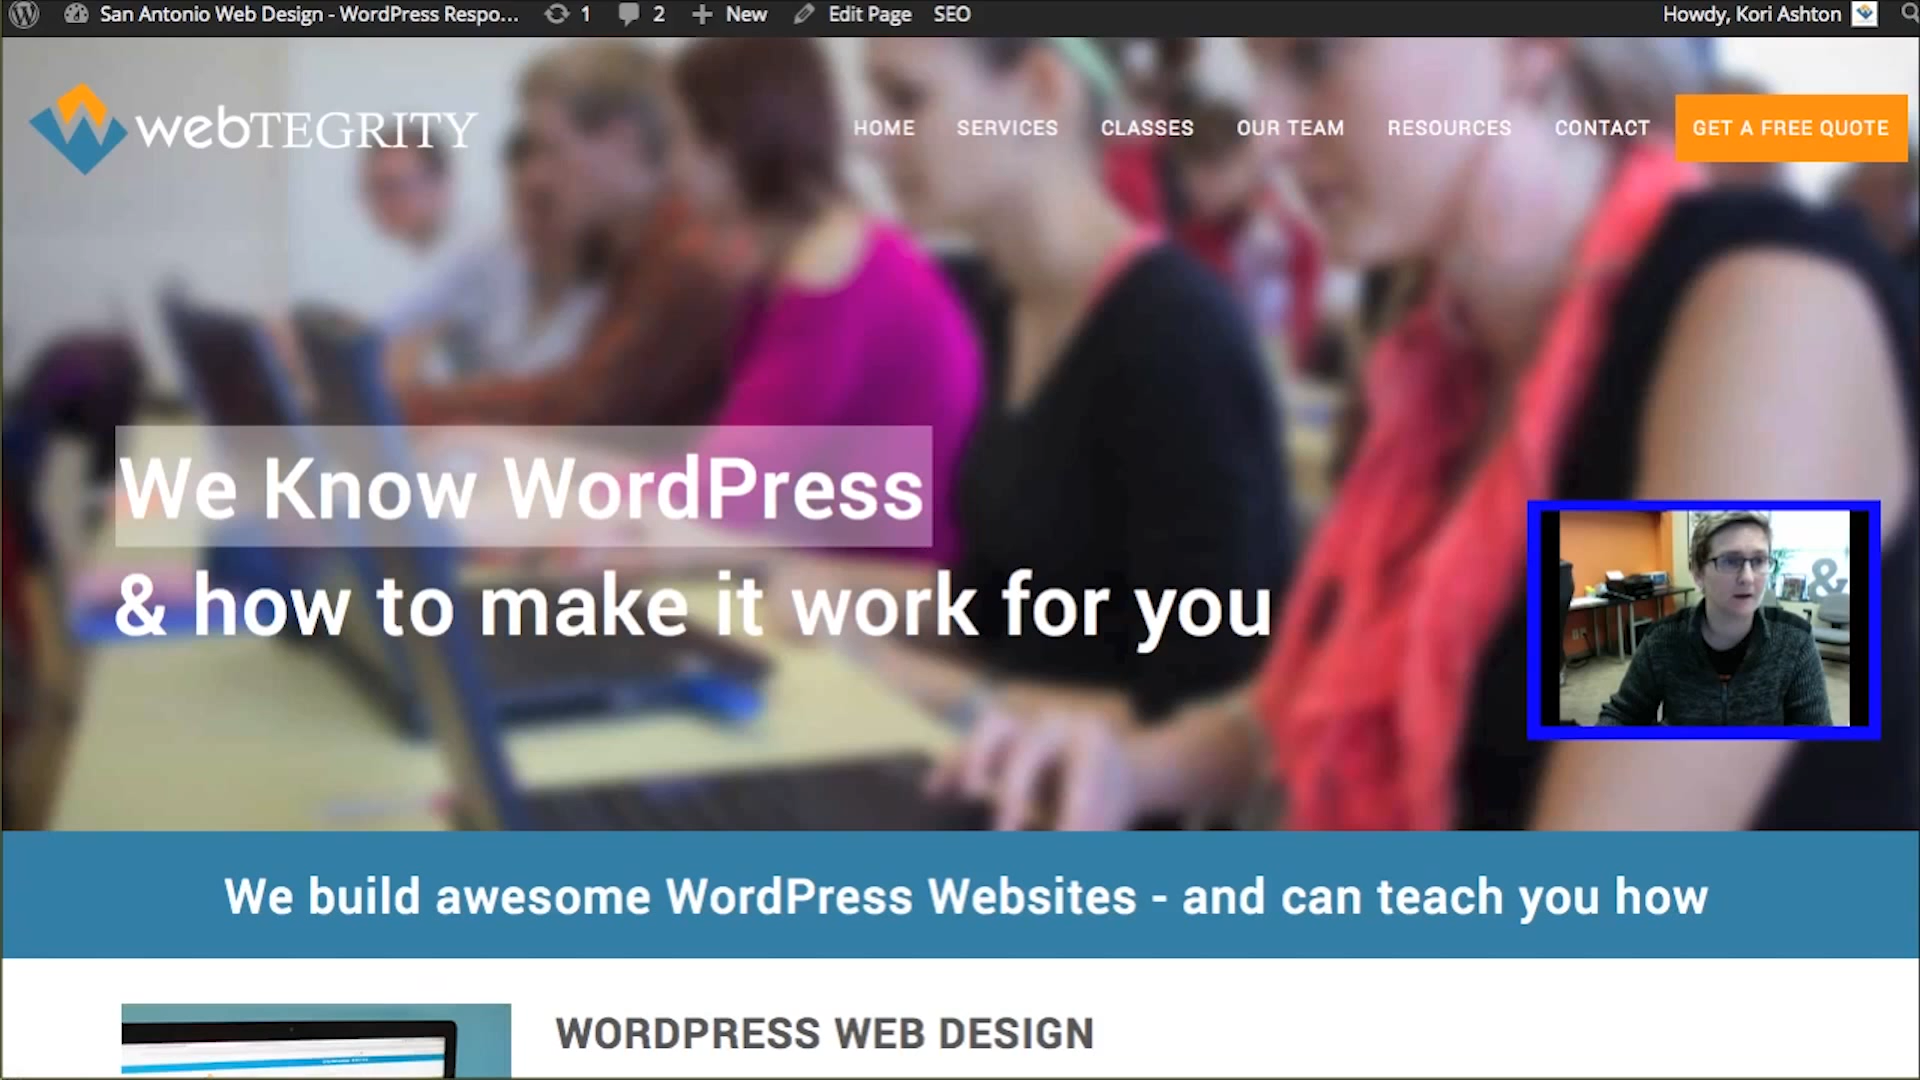 San Antonio Web Design - WordPress Respo... 1 2 New Edit Page SEO Howdy, Kori Ashton
webTEGRITY
HOME SERVICES CLASSES OUR TEAM RESOURCES CONTACT GET A FREE QUOTE
We Know WordPress
& how to make it work for you
&
We build awesome WordPress Websites - and can teach you how
WORDPRESS WEB DESIGN